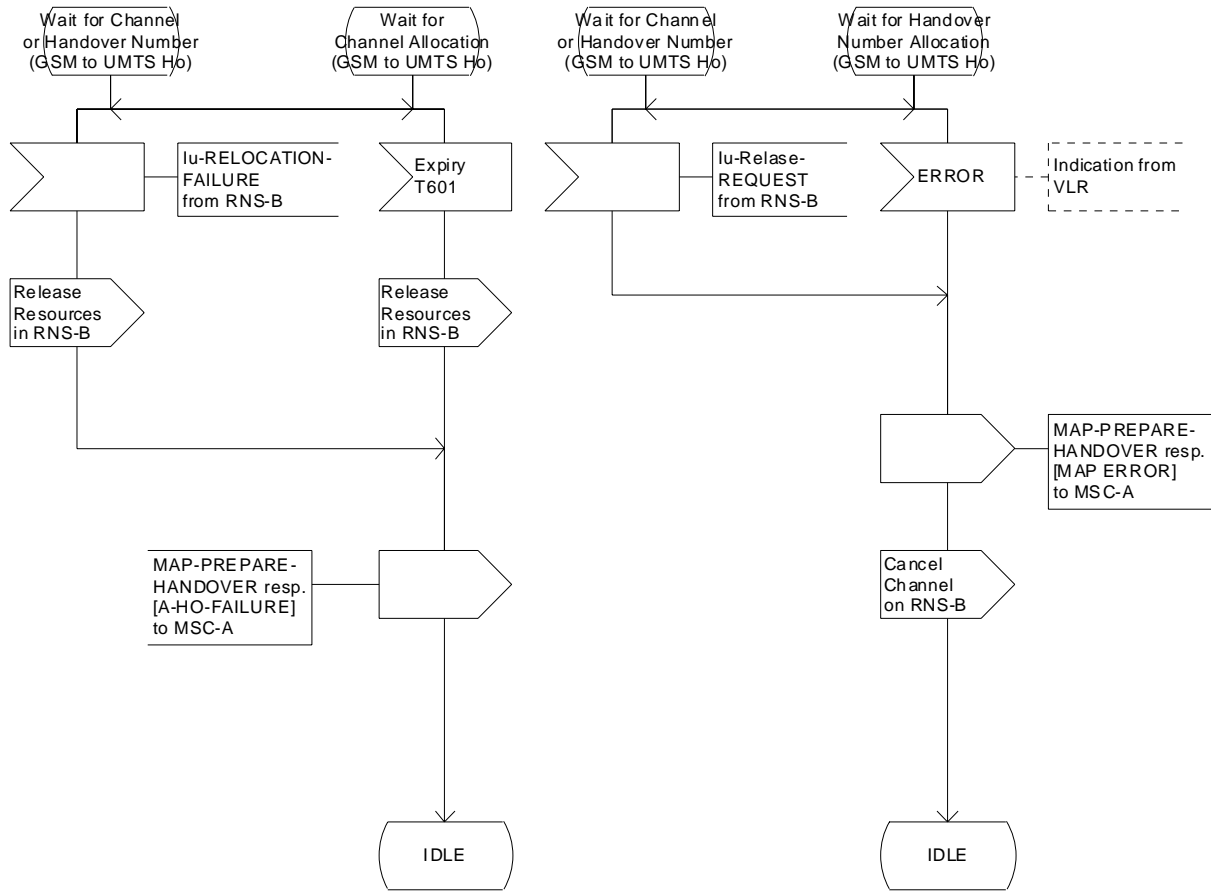 Wait for Channel
or Handover Number
(GSM to UMTS Ho)
Wait for
Channel Allocation
(GSM to UMTS Ho)
Wait for Channel
or Handover Number
(GSM to UMTS Ho)
Wait for Handover
Number Allocation
(GSM to UMTS Ho)
Iu-RELOCATION-
FAILURE
from RNS-B
Expiry
T601
Iu-Relase-
REQUEST
from RNS-B
ERROR
Indication from
VLR
Release
Resources
in RNS-B
Release
Resources
in RNS-B
MAP-PREPARE-
HANDOVER resp.
[MAP ERROR]
to MSC-A
MAP-PREPARE-
HANDOVER resp.
[A-HO-FAILURE]
to MSC-A
Cancel
Channel
on RNS-B
IDLE
IDLE